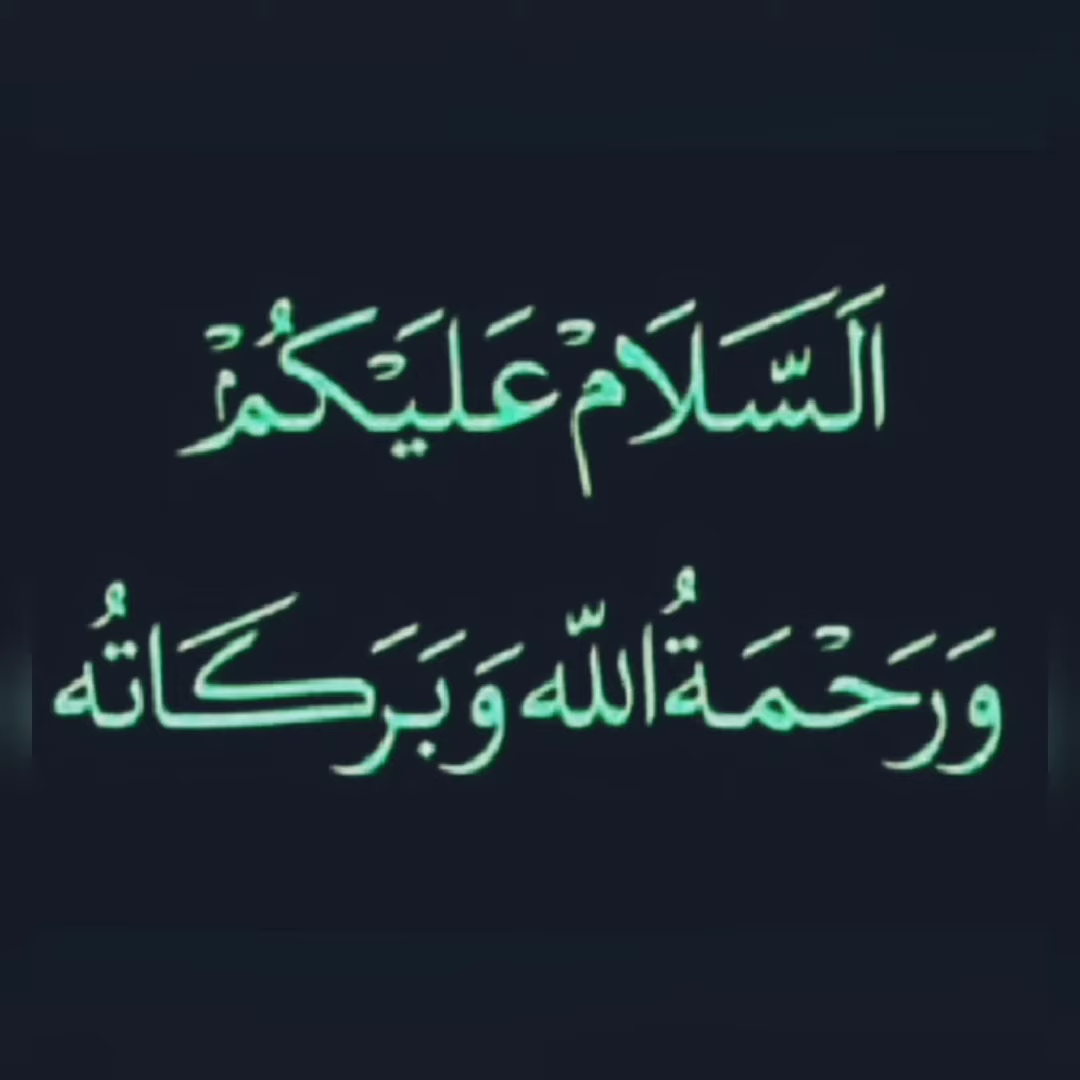 اَلسَّلَامْ عَلَيْكُمْ
وَرَحْمَةُ اللّه وَبَرَكَاتُه